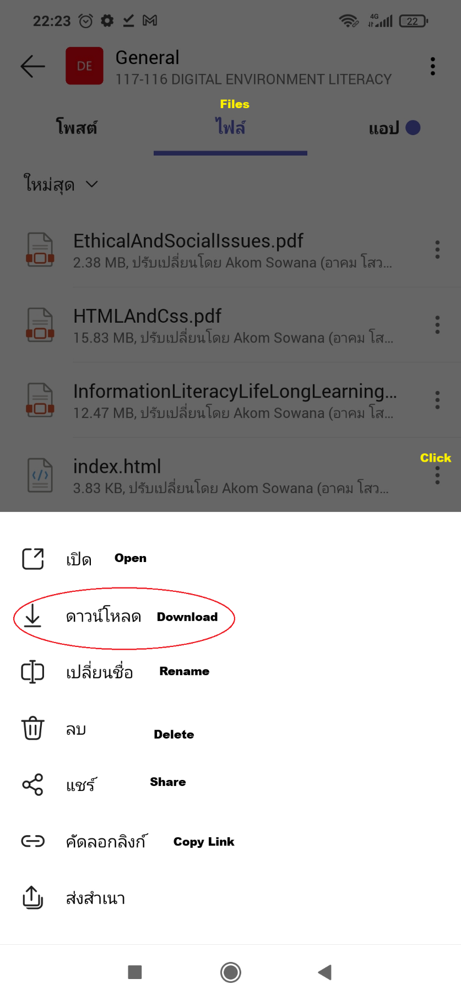 22:23 4G 22
DE General
117-116 DIGITAL ENVIRONMENT LITERACY
Files
โพสต์ ไฟล์ แอป
ใหม่สุด
EthicalAndSocialIssues.pdf
2.38 MB, ปรับเปลี่ยนโดย Akom Sowana (อาคม โสว...
HTMLAndCss.pdf
15.83 MB, ปรับเปลี่ยนโดย Akom Sowana (อาคม โส...
InformationLiteracyLifeLongLearning...
12.47 MB, ปรับเปลี่ยนโดย Akom Sowana (อาคม โส...
Click
index.html
3.83 KB, ปรับเปลี่ยนโดย Akom Sowana (อาคม โสว...
เปิด Open
ดาวน์โหลด Download
เปลี่ยนชื่อ Rename
ลบ Delete
แชร์ Share
คัดลอกลิงก์ Copy Link
ส่งสำเนา